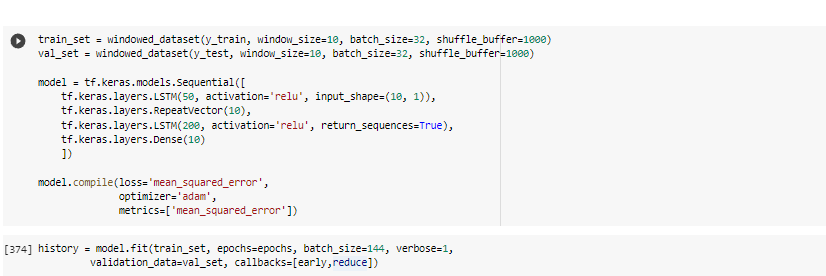 train_set = windowed_dataset(y_train, window_size=10, batch_size=32, shuffle_buffer=1000)
val_set = windowed_dataset(y_test, window_size=10, batch_size=32, shuffle_buffer=1000)
model = tf.keras.models.Sequential([
    tf.keras.layers.LSTM(50, activation='relu', input_shape=(10, 1)),
    tf.keras.layers.RepeatVector(10),
    tf.keras.layers.LSTM(200, activation='relu', return_sequences=True),
    tf.keras.layers.Dense(10)
    ])
model.compile(loss='mean_squared_error',
             optimizer='adam',
             metrics=['mean_squared_error'])
[374] history = model.fit(train_set, epochs=epochs, batch_size=144, verbose=1,
         validation_data=val_set, callbacks=[early,reduce])